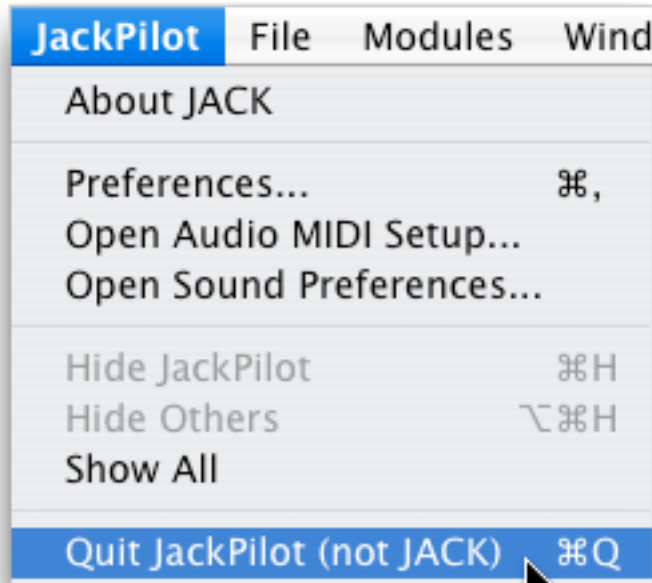 JackPilot File Modules Wind
About JACK
Preferences... ⌘,
Open Audio MIDI Setup...
Open Sound Preferences...
Hide JackPilot ⌘H
Hide Others ⌥⌘H
Show All
Quit JackPilot (not JACK) ⌘Q